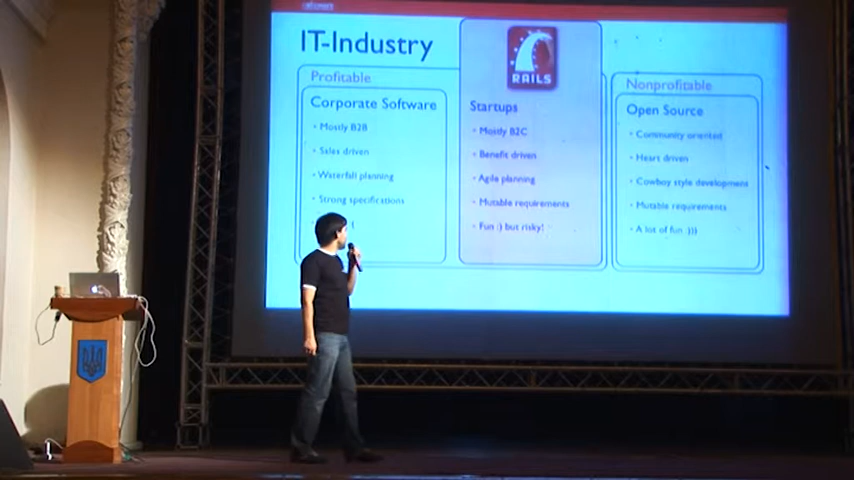 IT-Industry
Profitable
Corporate Software
• Mostly B2B
• Sales driven
• Waterfall planning
• Strong specifications
RAILS
Startups
• Mostly B2C
• Benefit driven
• Agile planning
• Mutable requirements
• Fun :) but risky!
Nonprofitable
Open Source
• Community oriented
• Heart driven
• Cowboy style development
• Mutable requirements
• A lot of fun :)))